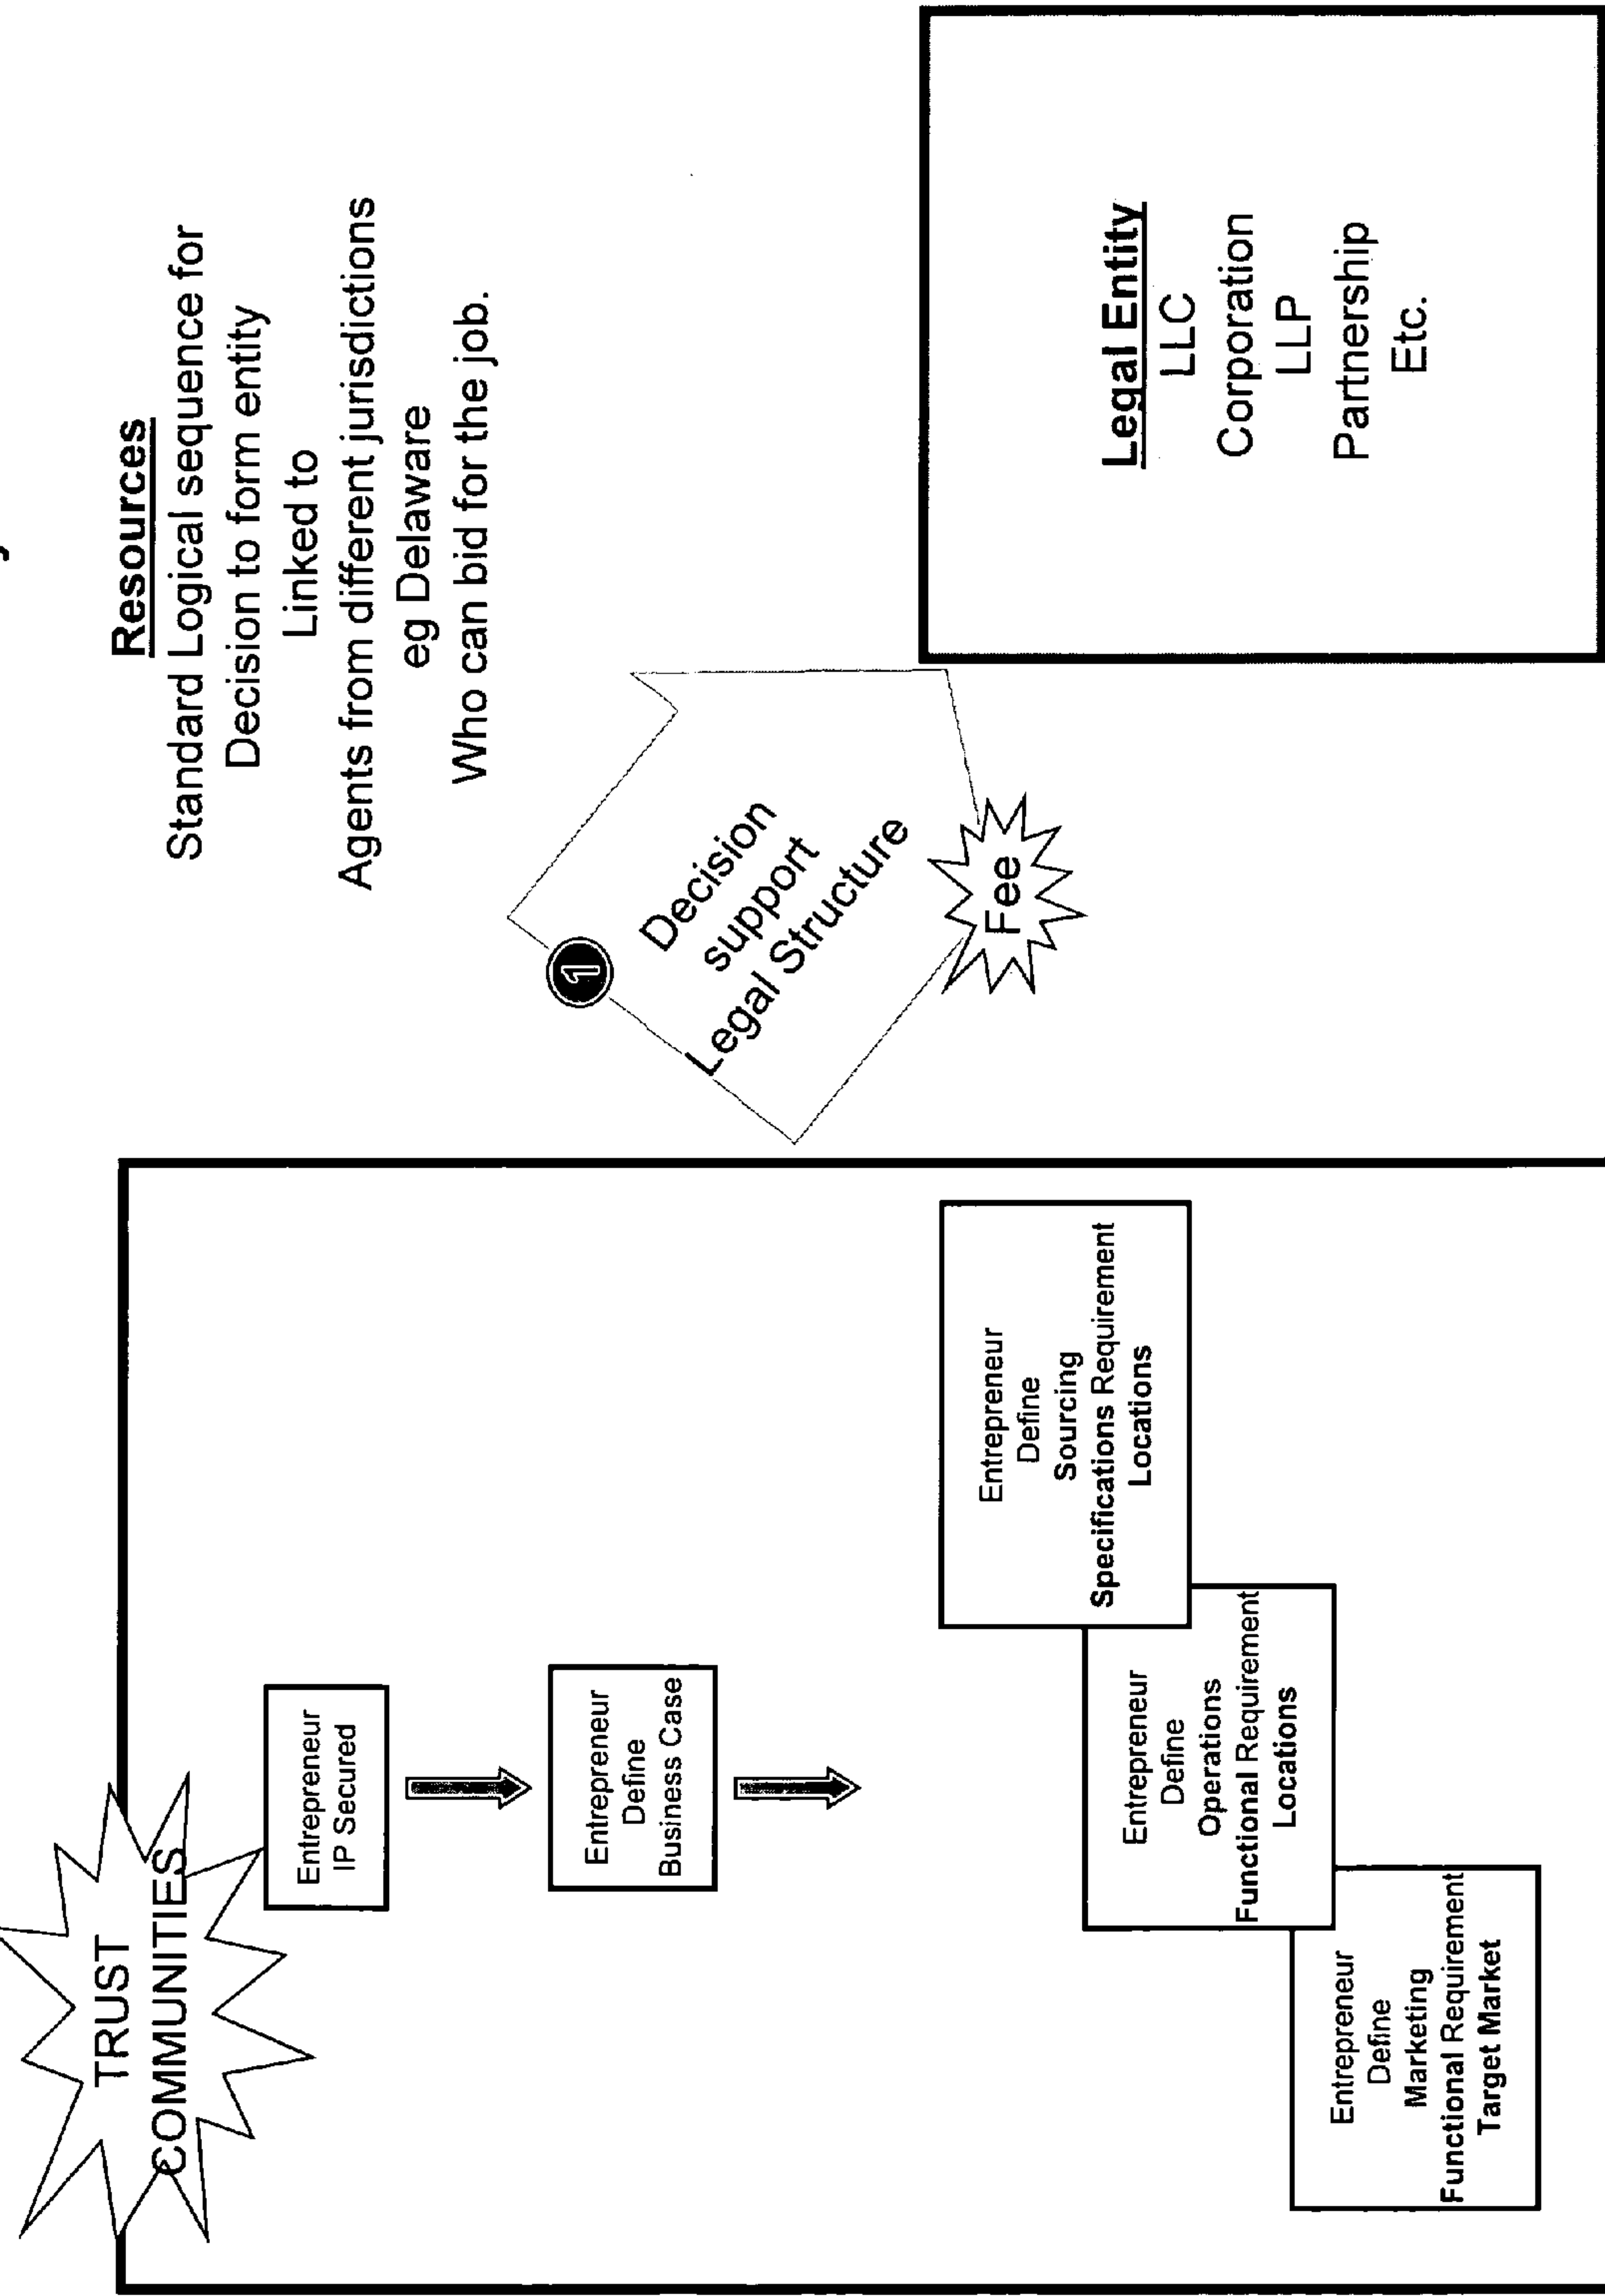 TRUST
COMMUNITIES
Entrepreneur
IP Secured
Entrepreneur
Define
Business Case
Entrepreneur
Define
Marketing
Functional Requirement
Target Market
Entrepreneur
Define
Operations
Functional Requirement
Locations
Entrepreneur
Define
Sourcing
Specifications Requirement
Locations
1
Decision
support
Legal Structure
Fee
Resources
Standard Logical sequence for
Decision to form entity
Linked to
Agents from different jurisdictions
eg Delaware
Who can bid for the job.
Legal Entity
LLC
Corporation
LLP
Partnership
Etc.